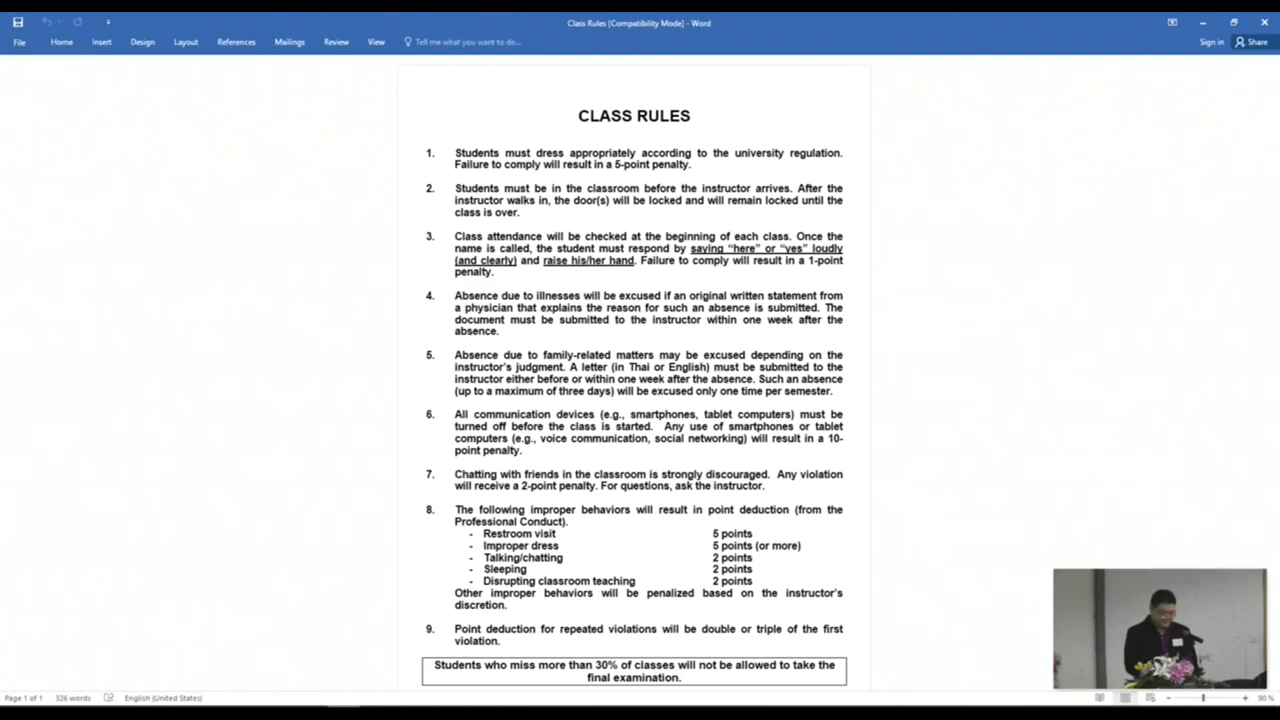 Class Rules [Compatibility Mode] - Word
File Home Insert Design Layout References Mailings Review View Tell me what you want to do... Sign in Share
CLASS RULES
1. Students must dress appropriately according to the university regulation.
Failure to comply will result in a 5-point penalty.
2. Students must be in the classroom before the instructor arrives. After the
instructor walks in, the door(s) will be locked and will remain locked until the
class is over.
3. Class attendance will be checked at the beginning of each class. Once the
name is called, the student must respond by saying “here” or “yes” loudly
(and clearly) and raise his/her hand. Failure to comply will result in a 1-point
penalty.
4. Absence due to illnesses will be excused if an original written statement from
a physician that explains the reason for such an absence is submitted. The
document must be submitted to the instructor within one week after the
absence.
5. Absence due to family-related matters may be excused depending on the
instructor’s judgment. A letter (in Thai or English) must be submitted to the
instructor either before or within one week after the absence. Such an absence
(up to a maximum of three days) will be excused only one time per semester.
6. All communication devices (e.g., smartphones, tablet computers) must be
turned off before the class is started. Any use of smartphones or tablet
computers (e.g., voice communication, social networking) will result in a 10-
point penalty.
7. Chatting with friends in the classroom is strongly discouraged. Any violation
will receive a 2-point penalty. For questions, ask the instructor.
8. The following improper behaviors will result in point deduction (from the
Professional Conduct).
- Restroom visit 5 points
- Improper dress 5 points (or more)
- Talking/chatting 2 points
- Sleeping 2 points
- Disrupting classroom teaching 2 points
Other improper behaviors will be penalized based on the instructor’s
discretion.
9. Point deduction for repeated violations will be double or triple of the first
violation.
Students who miss more than 30% of classes will not be allowed to take the
final examination.
Page 1 of 1 326 words English (United States) 90 %